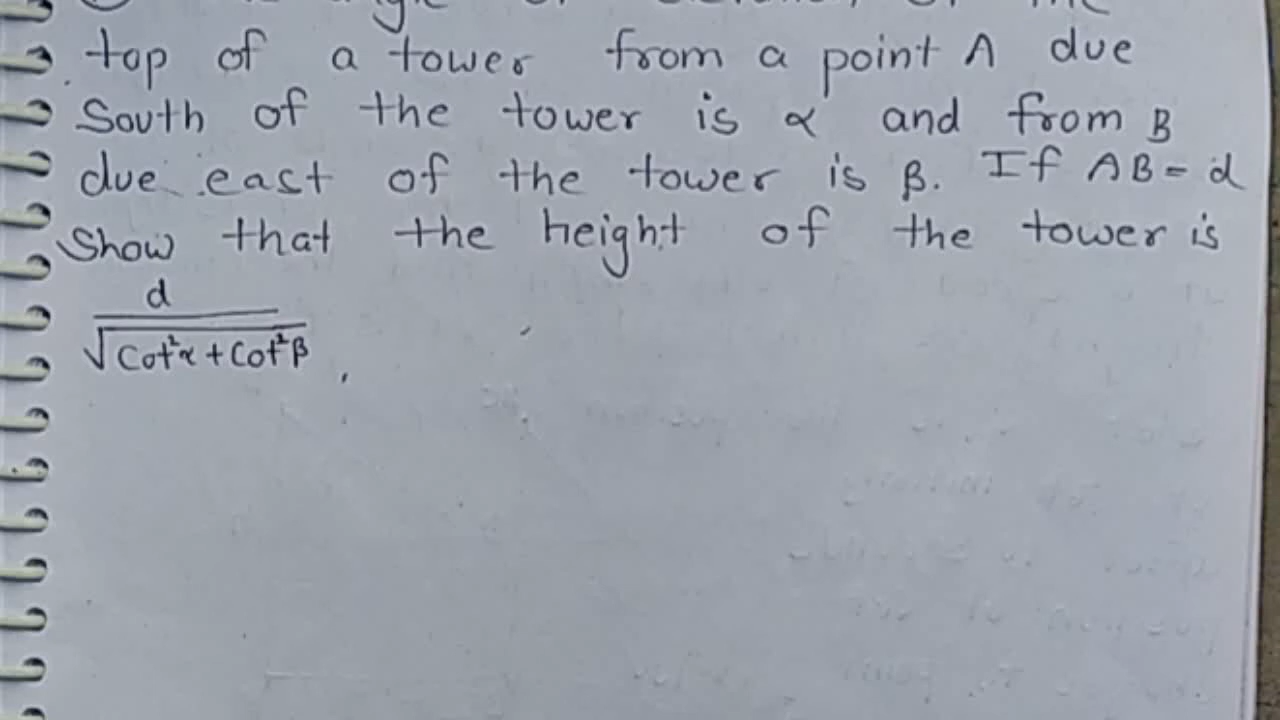 top of a tower from a point A due
South of the tower is α and from B
due east of the tower is β. If AB = d
Show that the height of the tower is
d
√Cot²α + Cot²β ,